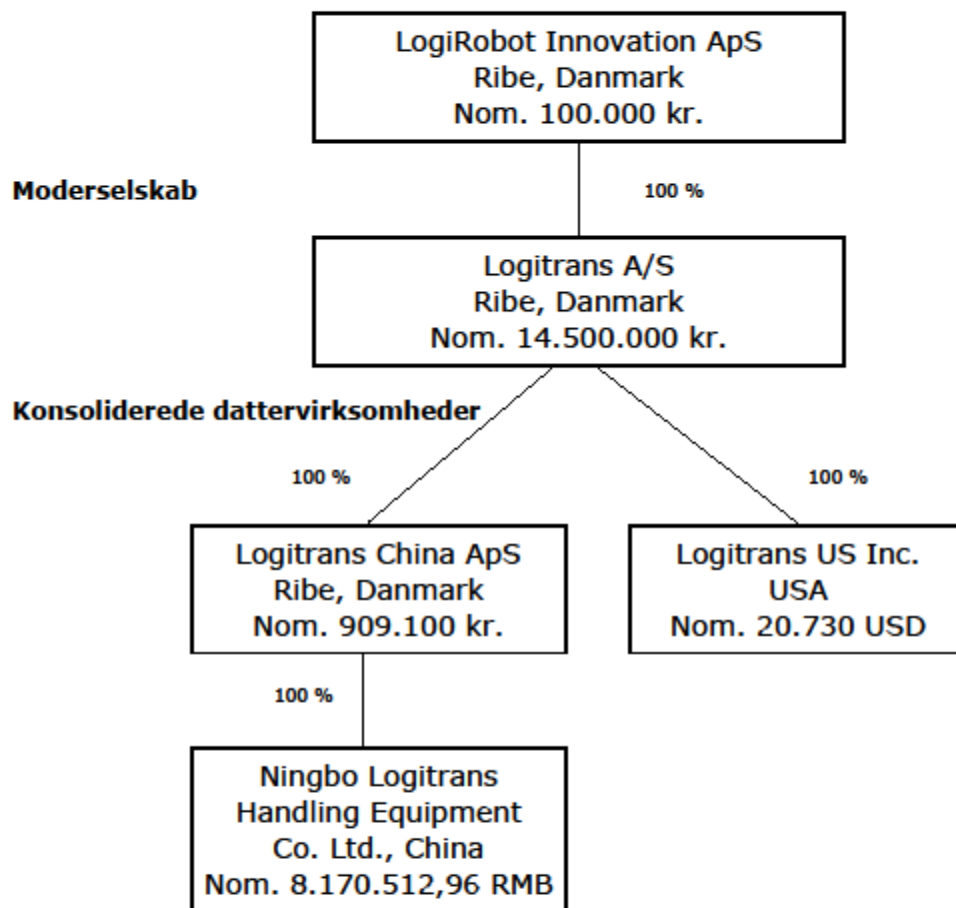 LogiRobot Innovation ApS
Ribe, Danmark
Nom. 100.000 kr.
Moderselskab
100 %
Logitrans A/S
Ribe, Danmark
Nom. 14.500.000 kr.
Konsoliderede dattervirksomheder
100 %
100 %
Logitrans China ApS
Ribe, Danmark
Nom. 909.100 kr.
Logitrans US Inc.
USA
Nom. 20.730 USD
100 %
Ningbo Logitrans
Handling Equipment
Co. Ltd., China
Nom. 8.170.512,96 RMB